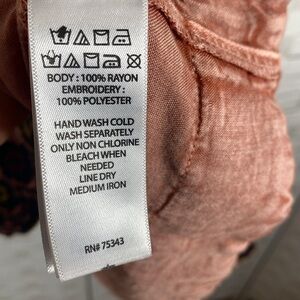 BODY : 100% RAYON
EMBROIDERY :
100% POLYESTER
HAND WASH COLD
WASH SEPARATELY
ONLY NON CHLORINE
BLEACH WHEN
NEEDED
LINE DRY
MEDIUM IRON
RN# 75343